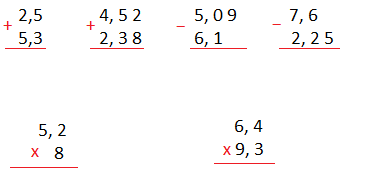 + 2,5
5,3
+ 4,5 2
2,3 8
− 5,0 9
6,1
− 7,6
2,2 5
5,2
x 8
6,4
x 9,3